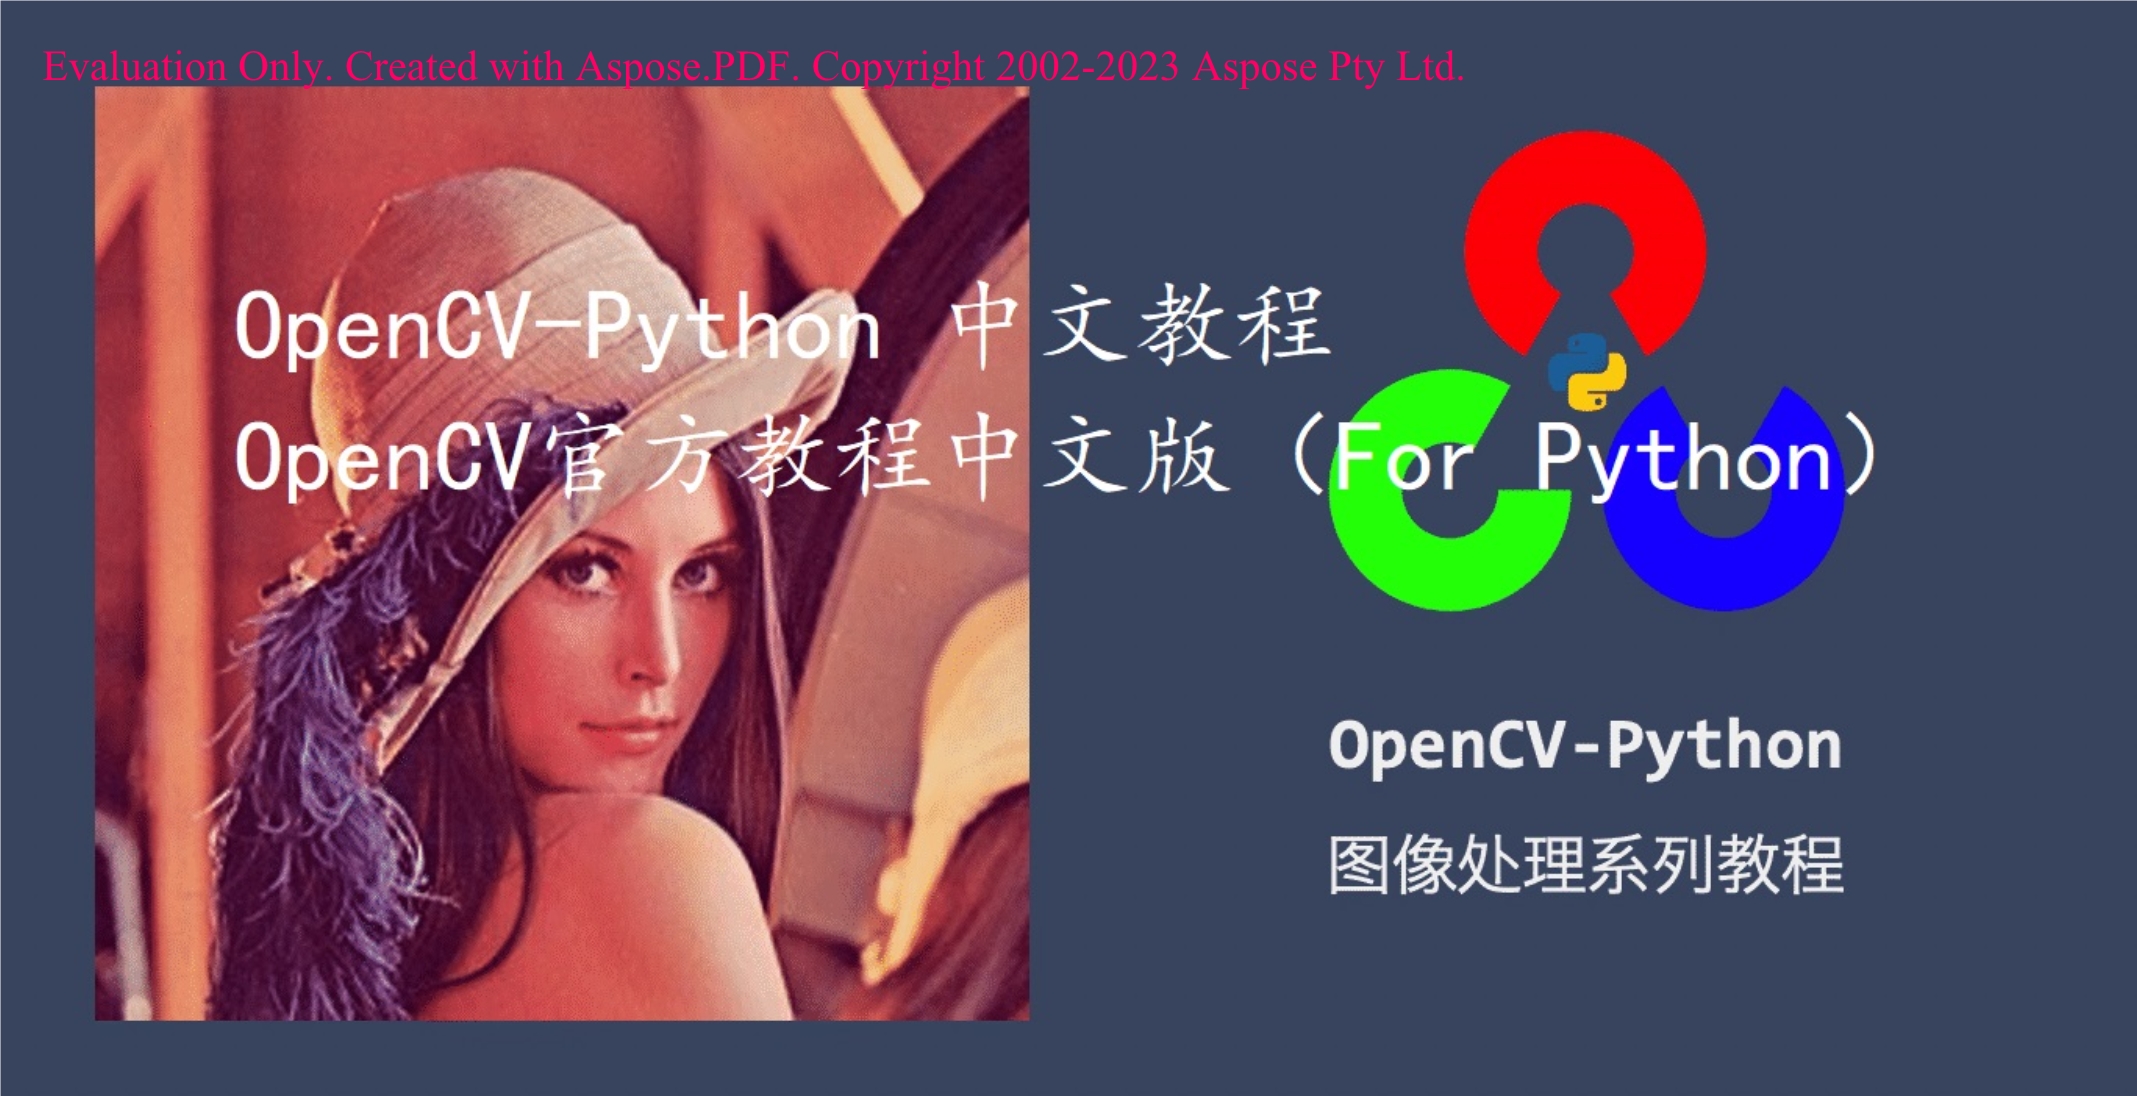 Evaluation Only. Created with Aspose.PDF. Copyright 2002-2023 Aspose Pty Ltd.
OpenCV-Python 中文教程
OpenCV官方教程中文版（For Python）
OpenCV-Python
图像处理系列教程